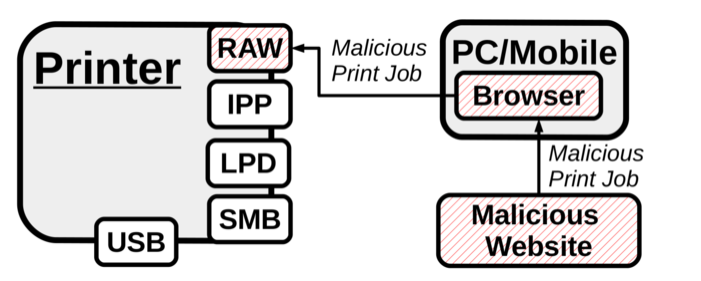 Printer
RAW
IPP
LPD
SMB
USB
Malicious
Print Job
PC/Mobile
Browser
Malicious
Print Job
Malicious
Website